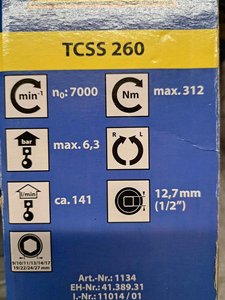 TCSS 260
min⁻¹ n₀: 7000
Nm max. 312
bar max. 6,3
R L
l/min ca. 141
12,7mm
(1/2")
9/10/11/13/14/17
19/22/24/27 mm
Art.-Nr.: 1134
EH-Nr.: 41.389.31
I.-Nr.: 11014 / 01